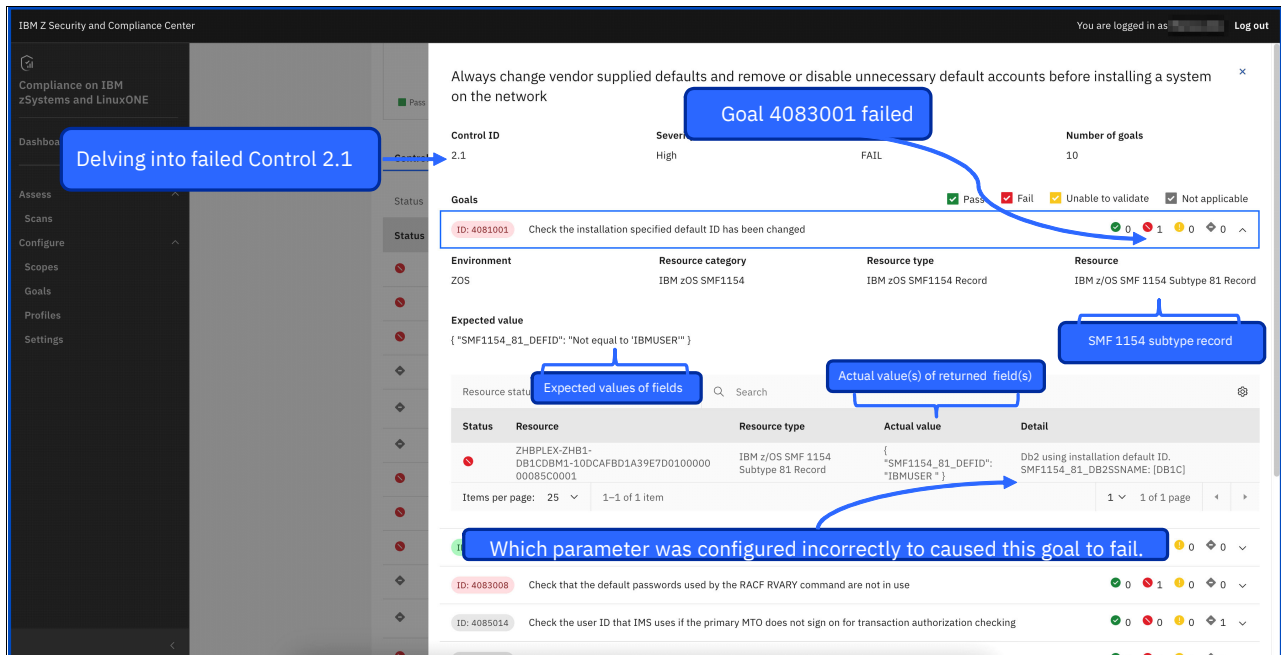 IBM Z Security and Compliance Center
You are logged in as
Log out
Compliance on IBM
zSystems and LinuxONE
Assess
Scans
Configure
Scopes
Goals
Profiles
Settings
Delving into failed Control 2.1
Pass
Status
Status
Always change vendor supplied defaults and remove or disable unnecessary default accounts before installing a system
on the network
Goal 4083001 failed
Control ID
Number of goals
2.1
High
FAIL
10
Goals
Pass
Fail
Unable to validate
Not applicable
ID: 4081001 Check the installation specified default ID has been changed 0 1 0 0
Environment Resource category Resource type Resource
ZOS IBM zOS SMF1154 IBM zOS SMF1154 Record IBM z/OS SMF 1154 Subtype 81 Record
Expected value
{ "SMF1154_81_DEFID": "Not equal to 'IBMUSER'" }
SMF 1154 subtype record
Expected values of fields
Actual value(s) of returned field(s)
Resource Search
Status Resource Resource type Actual value Detail
ZHBPLEX-ZHB1-
DB1CDBM1-10DCAFBD1A39E7D0100000
00085C0001
IBM z/OS SMF 1154
Subtype 81 Record
{
"SMF1154_81_DEFID":
"IBMUSER " }
Db2 using installation default ID.
SMF1154_81_DB2SSNAME: [DB1C]
Items per page: 25 1–1 of 1 item 1 1 of 1 page
Which parameter was configured incorrectly to caused this goal to fail.
0 0
ID: 4083008 Check that the default passwords used by the RACF RVARY command are not in use 0 1 0 0
ID: 4085014 Check the user ID that IMS uses if the primary MTO does not sign on for transaction authorization checking 0 0 0 1